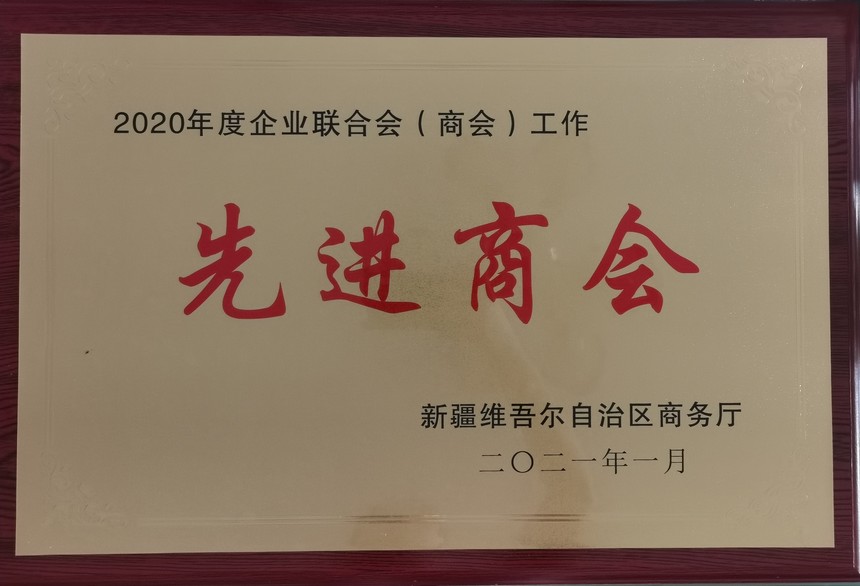 2020年度企业联合会（商会）工作
先进商会
新疆维吾尔自治区商务厅
二〇二一年一月